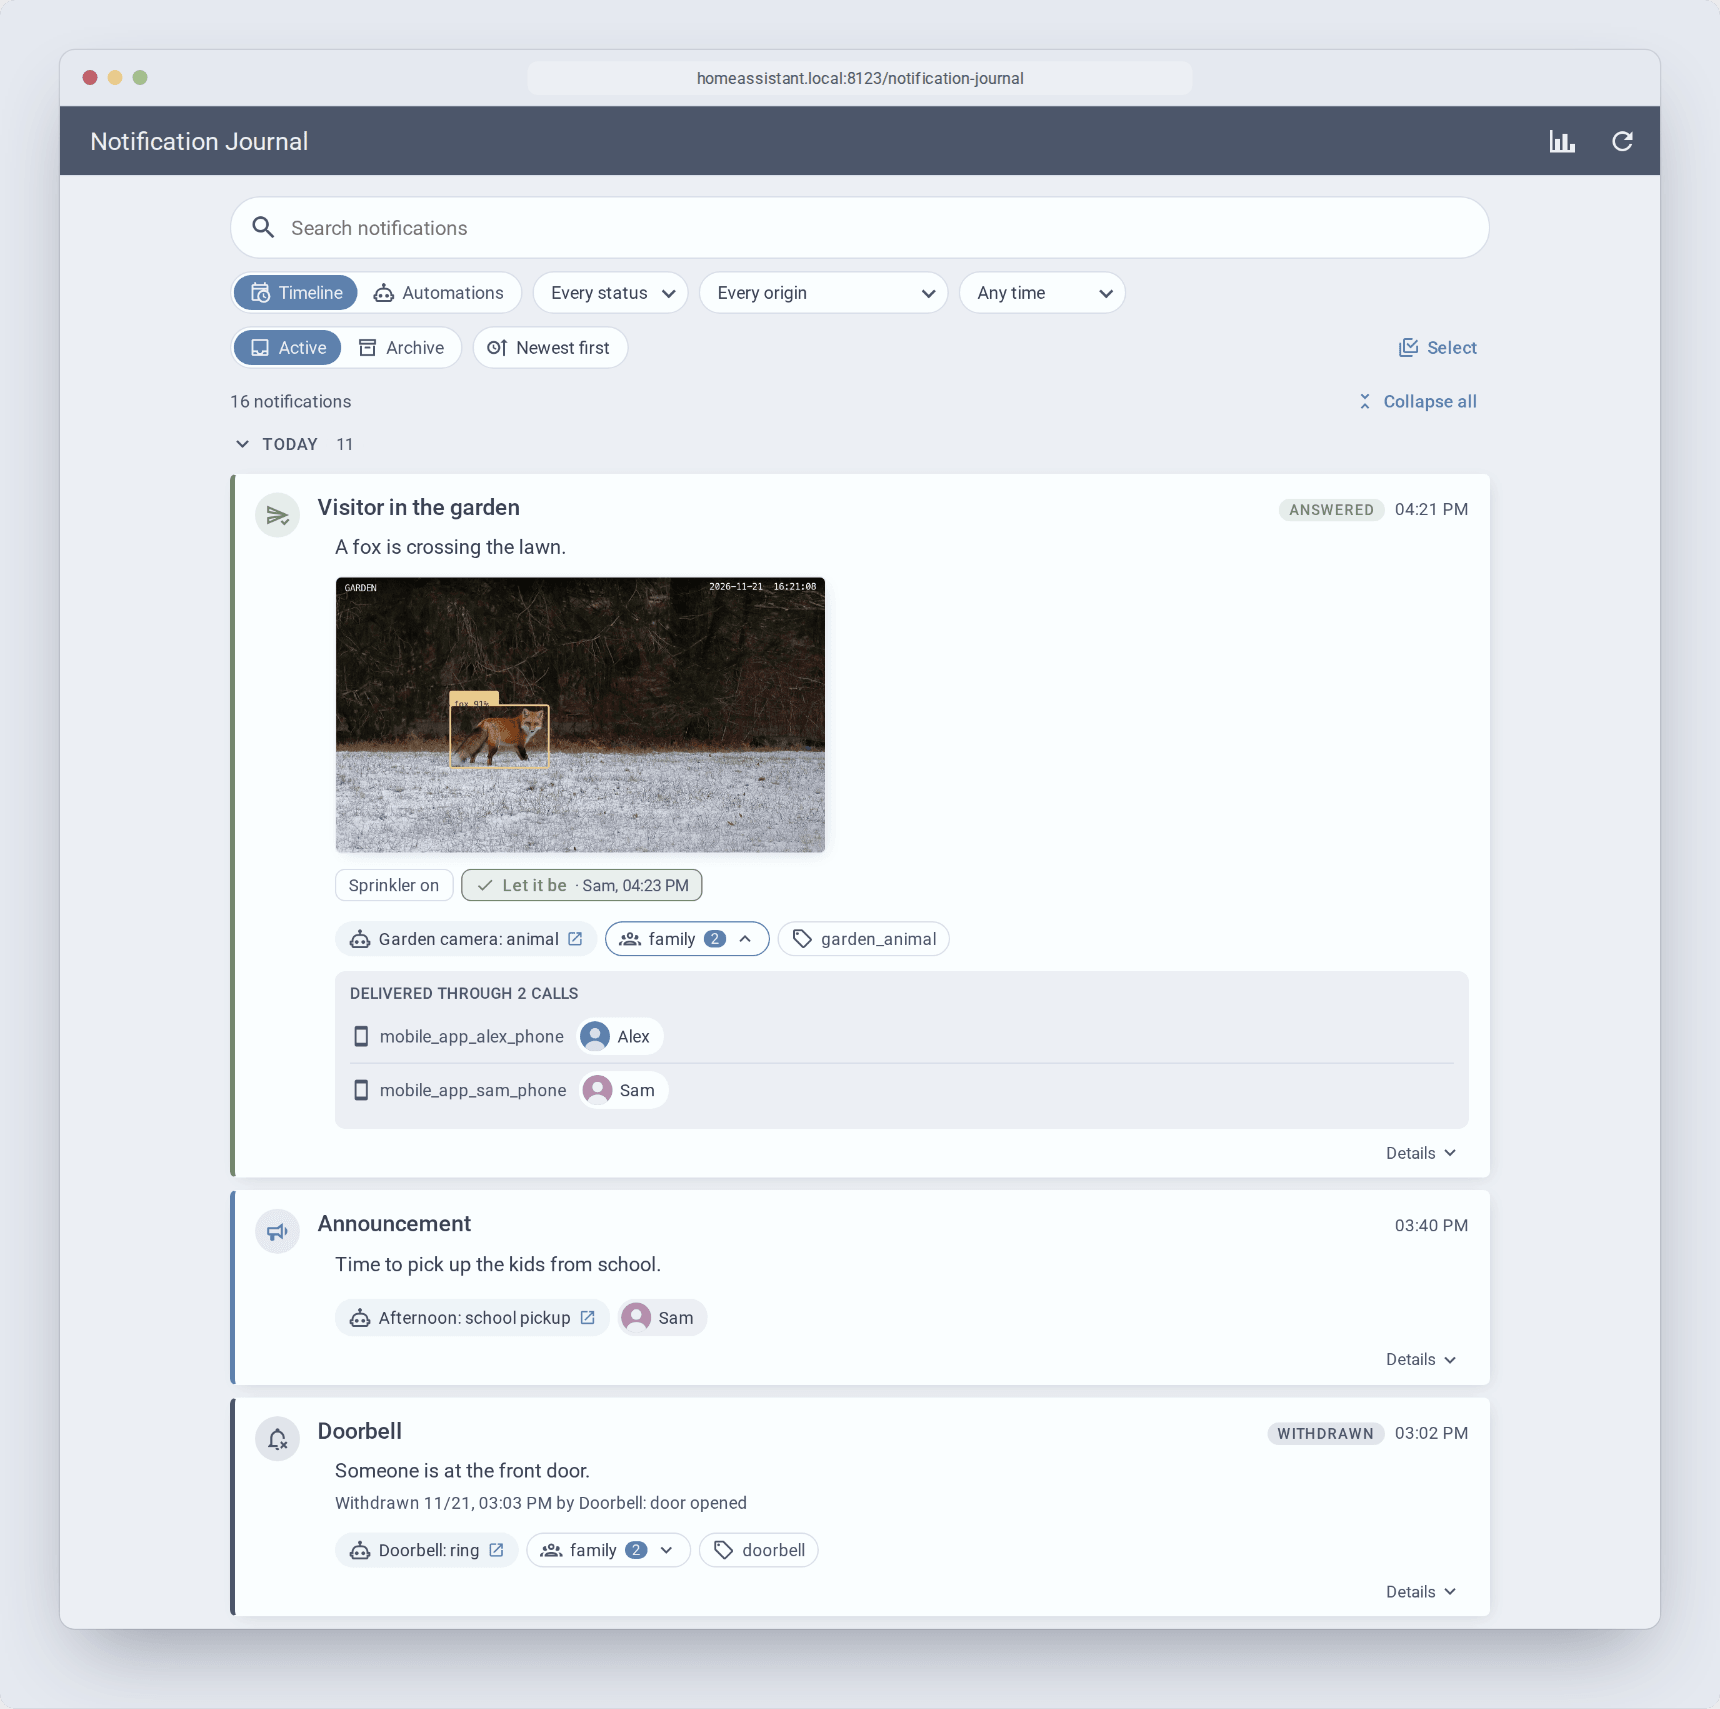 homeassistant.local:8123/notification-journal
Notification Journal
Search notifications
Timeline Automations Every status Every origin Any time
Active Archive Newest first Select
16 notifications Collapse all
TODAY 11
Visitor in the garden ANSWERED 04:21 PM
A fox is crossing the lawn.
GARDEN 2026-11-21 16:21:08
fox 91%
Sprinkler on Let it be · Sam, 04:23 PM
Garden camera: animal family 2 garden_animal
DELIVERED THROUGH 2 CALLS
mobile_app_alex_phone Alex
mobile_app_sam_phone Sam
Details
Announcement 03:40 PM
Time to pick up the kids from school.
Afternoon: school pickup Sam
Details
Doorbell WITHDRAWN 03:02 PM
Someone is at the front door.
Withdrawn 11/21, 03:03 PM by Doorbell: door opened
Doorbell: ring family 2 doorbell
Details